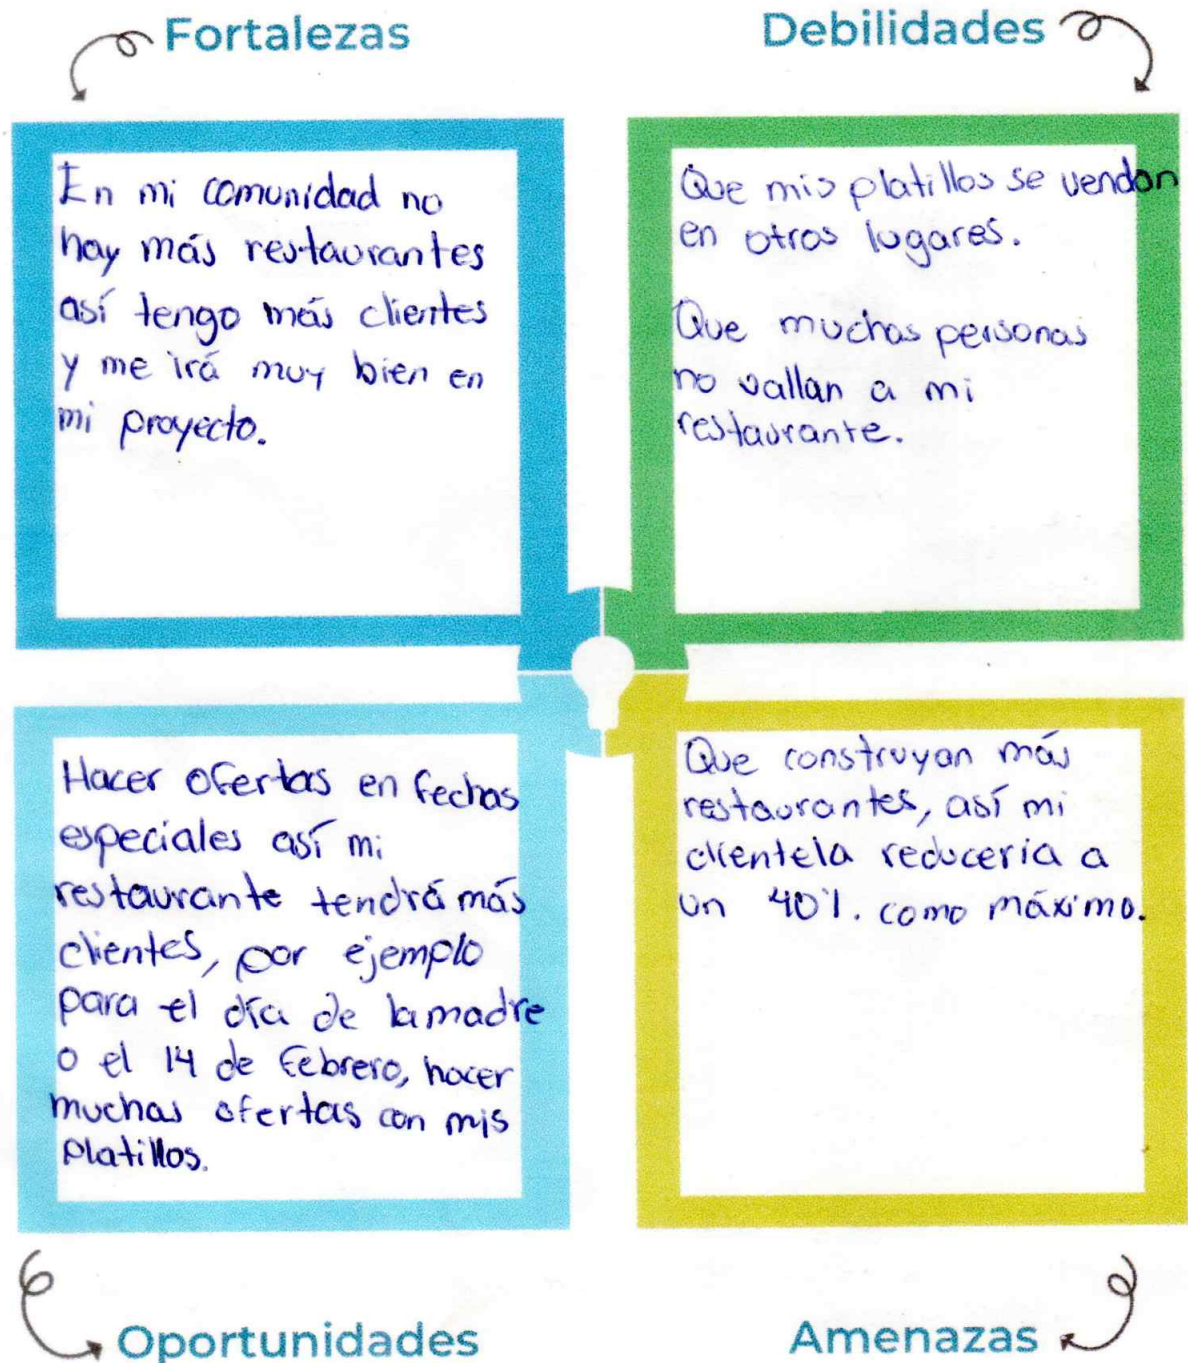 Fortalezas
En mi comunidad no
hay más restaurantes
así tengo más clientes
y me irá muy bien en
mi proyecto.
Debilidades
Que mis platillos se vendan
en otros lugares.
Que muchas personas
no vallan a mi
restaurante.
Hacer ofertas en fechas
especiales así mi
restaurante tendrá más
clientes, por ejemplo
para el día de la madre
o el 14 de febrero, hacer
muchas ofertas con mis
platillos.
Oportunidades
Que construyan más
restaurantes, así mi
clientela reduceria a
un 40%. como máximo.
Amenazas